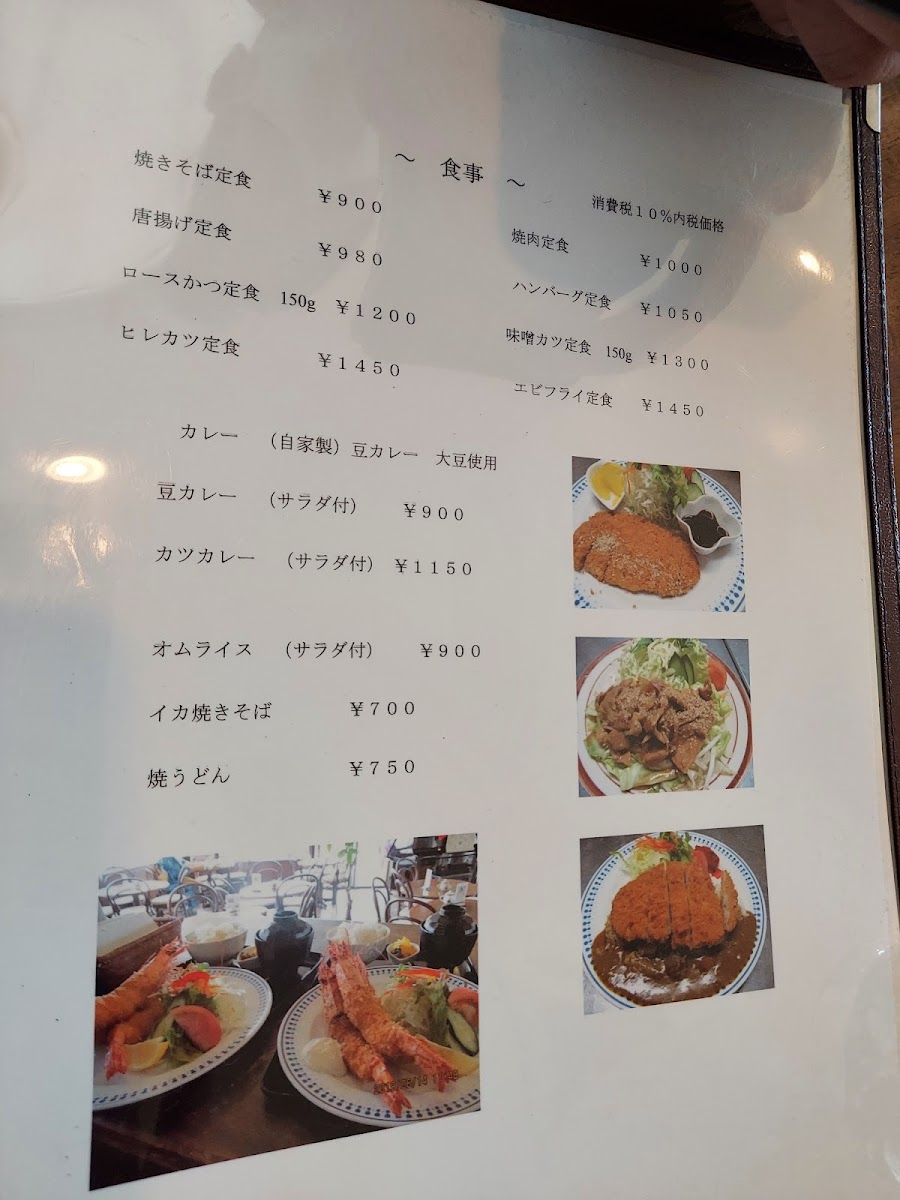 ～ 食事 ～
消費税１０％内税価格
焼きそば定食 ￥９００
唐揚げ定食 ￥９８０
ロースかつ定食 150g ￥１２００
ヒレカツ定食 ￥１４５０
焼肉定食 ￥１０００
ハンバーグ定食 ￥１０５０
味噌カツ定食 150g ￥１３００
エビフライ定食 ￥１４５０
カレー （自家製）豆カレー 大豆使用
豆カレー （サラダ付） ￥９００
カツカレー （サラダ付） ￥１１５０
オムライス （サラダ付） ￥９００
イカ焼きそば ￥７００
焼うどん ￥７５０